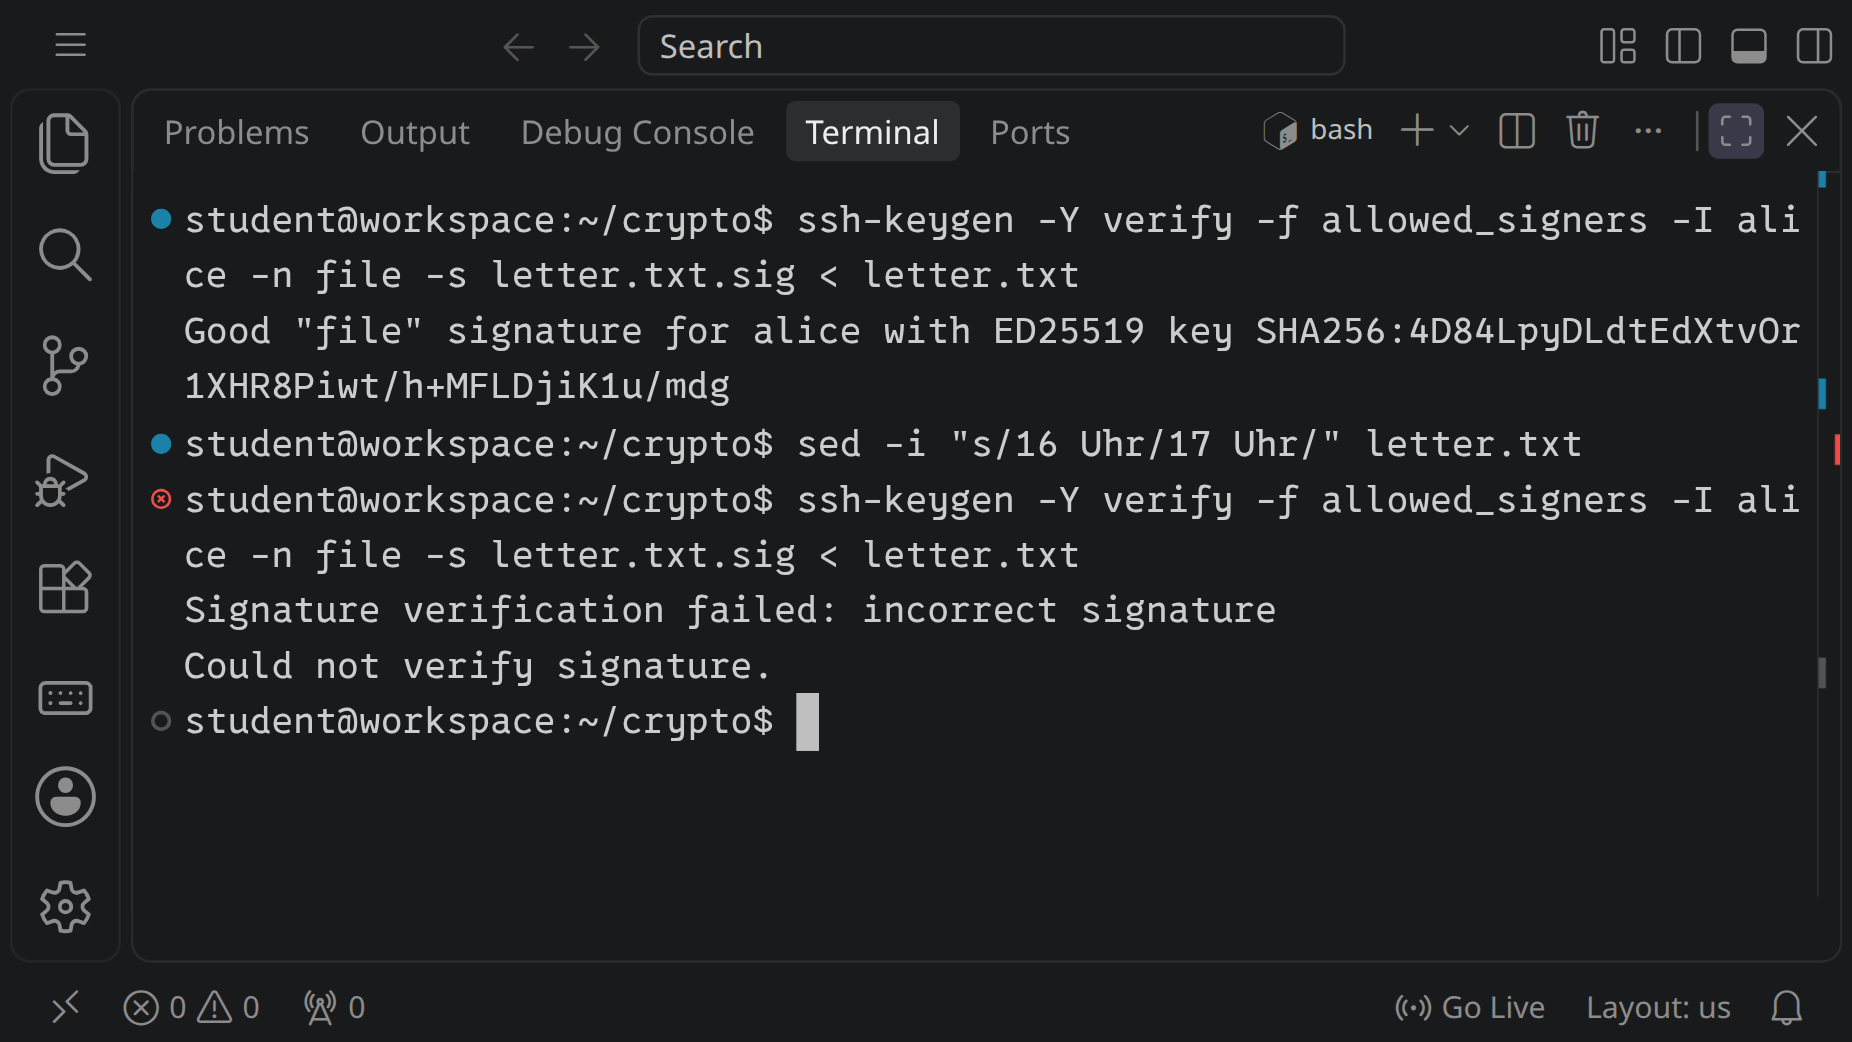 Search
Problems Output Debug Console Terminal Ports bash
student@workspace:~/crypto$ ssh-keygen -Y verify -f allowed_signers -I ali
ce -n file -s letter.txt.sig < letter.txt
Good "file" signature for alice with ED25519 key SHA256:4D84LpyDLdtEdXtvOr
1XHR8Piwt/h+MFLDjiK1u/mdg
student@workspace:~/crypto$ sed -i "s/16 Uhr/17 Uhr/" letter.txt
student@workspace:~/crypto$ ssh-keygen -Y verify -f allowed_signers -I ali
ce -n file -s letter.txt.sig < letter.txt
Signature verification failed: incorrect signature
Could not verify signature.
student@workspace:~/crypto$
0 0 0 Go Live Layout: us